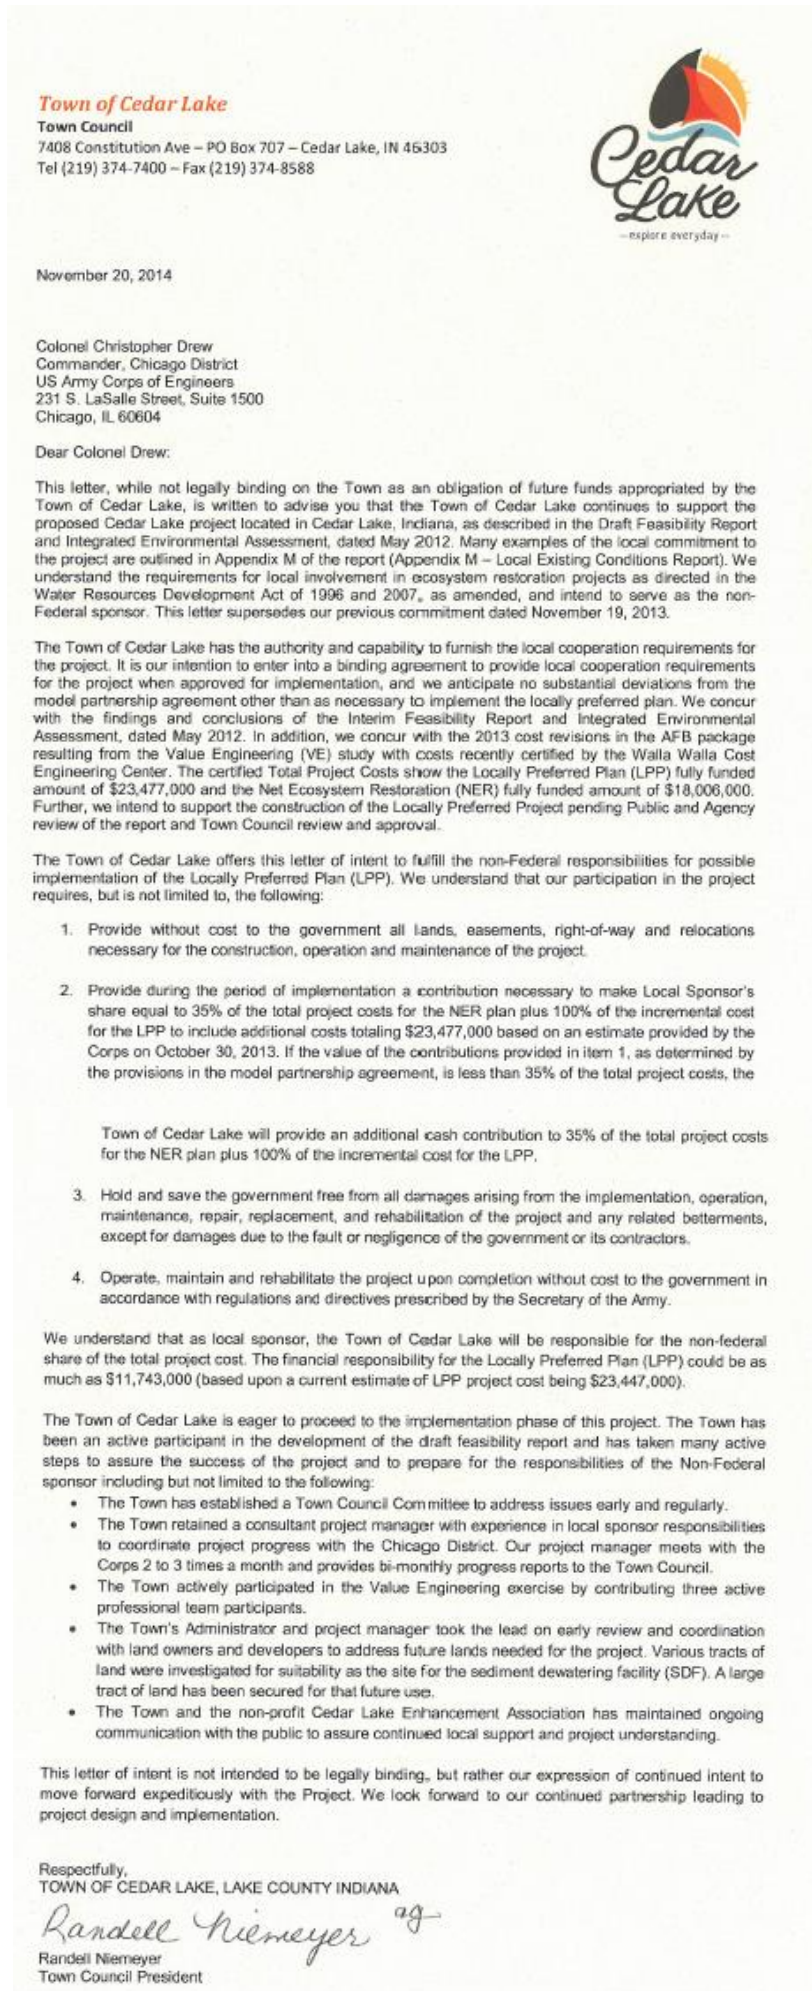 Town of Cedar Lake
Town Council
7408 Constitution Ave – PO Box 707 – Cedar Lake, IN 46303
Tel (219) 374-7400 – Fax (219) 374-8588
Cedar
Lake
– explore everyday –
November 20, 2014
Colonel Christopher Drew
Commander, Chicago District
US Army Corps of Engineers
231 S. LaSalle Street, Suite 1500
Chicago, IL 60604
Dear Colonel Drew:
This letter, while not legally binding on the Town as an obligation of future funds appropriated by the
Town of Cedar Lake, is written to advise you that the Town of Cedar Lake continues to support the
proposed Cedar Lake project located in Cedar Lake, Indiana, as described in the Draft Feasibility Report
and Integrated Environmental Assessment, dated May 2012. Many examples of the local commitment to
the project are outlined in Appendix M of the report (Appendix M – Local Existing Conditions Report). We
understand the requirements for local involvement in ecosystem restoration projects as directed in the
Water Resources Development Act of 1996 and 2007, as amended, and intend to serve as the non-
Federal sponsor. This letter supersedes our previous commitment dated November 19, 2013.
The Town of Cedar Lake has the authority and capability to furnish the local cooperation requirements for
the project. It is our intention to enter into a binding agreement to provide local cooperation requirements
for the project when approved for implementation, and we anticipate no substantial deviations from the
model partnership agreement other than as necessary to implement the locally preferred plan. We concur
with the findings and conclusions of the Interim Feasibility Report and Integrated Environmental
Assessment, dated May 2012. In addition, we concur with the 2013 cost revisions in the AFB package
resulting from the Value Engineering (VE) study with costs recently certified by the Walla Walla Cost
Engineering Center. The certified Total Project Costs show the Locally Preferred Plan (LPP) fully funded
amount of $23,477,000 and the Net Ecosystem Restoration (NER) fully funded amount of $18,006,000.
Further, we intend to support the construction of the Locally Preferred Project pending Public and Agency
review of the report and Town Council review and approval.
The Town of Cedar Lake offers this letter of intent to fulfill the non-Federal responsibilities for possible
implementation of the Locally Preferred Plan (LPP). We understand that our participation in the project
requires, but is not limited to, the following:
1. Provide without cost to the government all lands, easements, right-of-way and relocations
necessary for the construction, operation and maintenance of the project.
2. Provide during the period of implementation a contribution necessary to make Local Sponsor's
share equal to 35% of the total project costs for the NER plan plus 100% of the incremental cost
for the LPP to include additional costs totaling $23,477,000 based on an estimate provided by the
Corps on October 30, 2013. If the value of the contributions provided in item 1, as determined by
the provisions in the model partnership agreement, is less than 35% of the total project costs, the
Town of Cedar Lake will provide an additional cash contribution to 35% of the total project costs
for the NER plan plus 100% of the incremental cost for the LPP.
3. Hold and save the government free from all damages arising from the implementation, operation,
maintenance, repair, replacement, and rehabilitation of the project and any related betterments,
except for damages due to the fault or negligence of the government or its contractors.
4. Operate, maintain and rehabilitate the project upon completion without cost to the government in
accordance with regulations and directives prescribed by the Secretary of the Army.
We understand that as local sponsor, the Town of Cedar Lake will be responsible for the non-federal
share of the total project cost. The financial responsibility for the Locally Preferred Plan (LPP) could be as
much as $11,743,000 (based upon a current estimate of LPP project cost being $23,447,000).
The Town of Cedar Lake is eager to proceed to the implementation phase of this project. The Town has
been an active participant in the development of the draft feasibility report and has taken many active
steps to assure the success of the project and to prepare for the responsibilities of the Non-Federal
sponsor including but not limited to the following:
• The Town has established a Town Council Committee to address issues early and regularly.
• The Town retained a consultant project manager with experience in local sponsor responsibilities
to coordinate project progress with the Chicago District. Our project manager meets with the
Corps 2 to 3 times a month and provides bi-monthly progress reports to the Town Council.
• The Town actively participated in the Value Engineering exercise by contributing three active
professional team participants.
• The Town's Administrator and project manager took the lead on early review and coordination
with land owners and developers to address future lands needed for the project. Various tracts of
land were investigated for suitability as the site for the sediment dewatering facility (SDF). A large
tract of land has been secured for that future use.
• The Town and the non-profit Cedar Lake Enhancement Association has maintained ongoing
communication with the public to assure continued local support and project understanding.
This letter of intent is not intended to be legally binding, but rather our expression of continued intent to
move forward expeditiously with the Project. We look forward to our continued partnership leading to
project design and implementation.
Respectfully,
TOWN OF CEDAR LAKE, LAKE COUNTY INDIANA
Randell Niemeyer ag
Randell Niemeyer
Town Council President